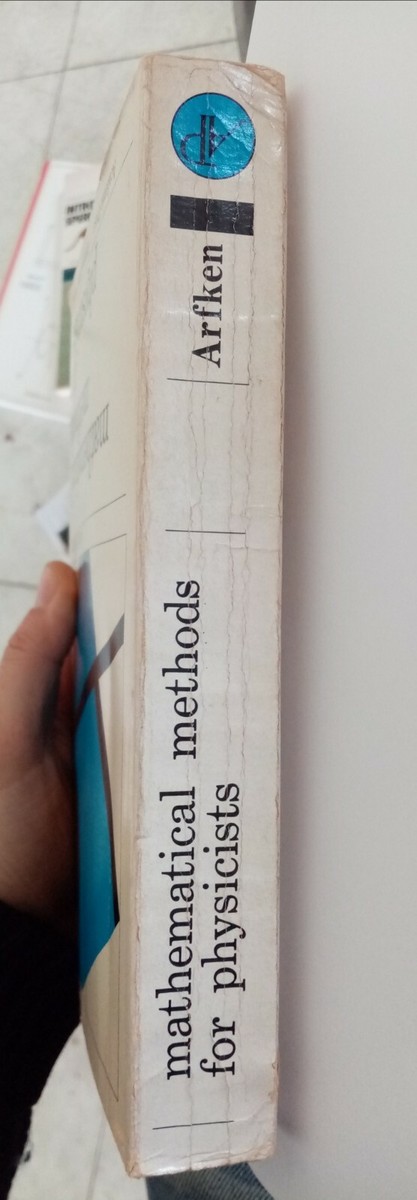 mathematical methods
for physicists
Arfken